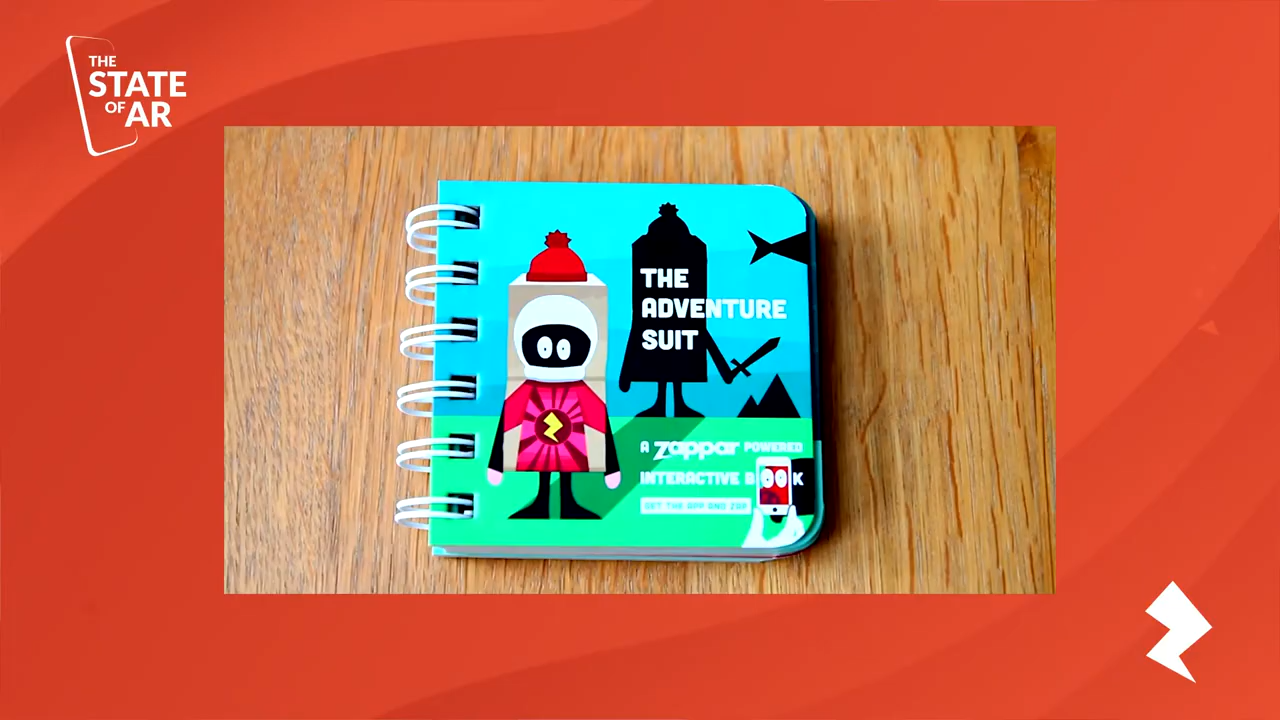 THE
STATE
OF AR
THE
ADVENTURE
SUIT
A zappar POWERED
INTERACTIVE BOOK
GET THE APP AND ZAP